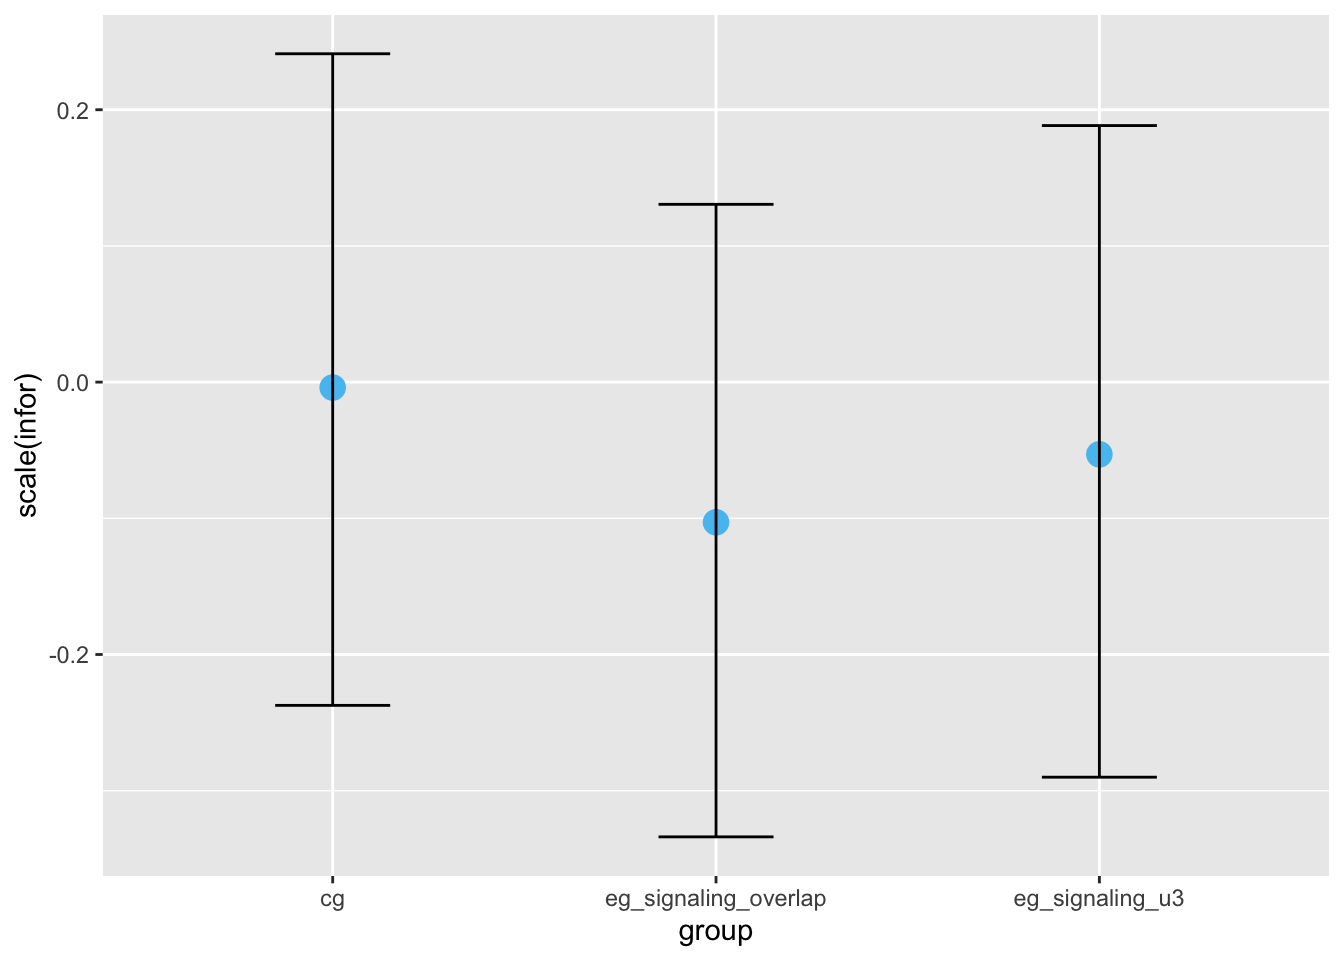 scale(infor)
0.2
0.0
-0.2
cg
eg_signaling_overlap
eg_signaling_u3
group